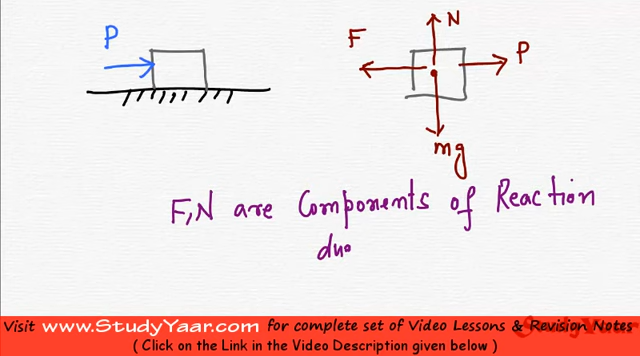 P
N
F
P
mg
F,N are Components of Reaction
due
Visit www.StudyYaar.com for complete set of Video Lessons & Revision Notes
( Click on the Link in the Video Description given below )
StudyYaar